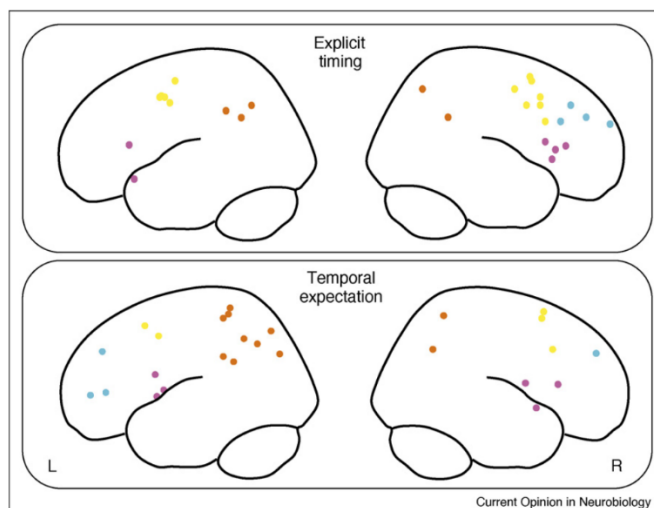 Explicit
timing
Temporal
expectation
L
R
Current Opinion in Neurobiology